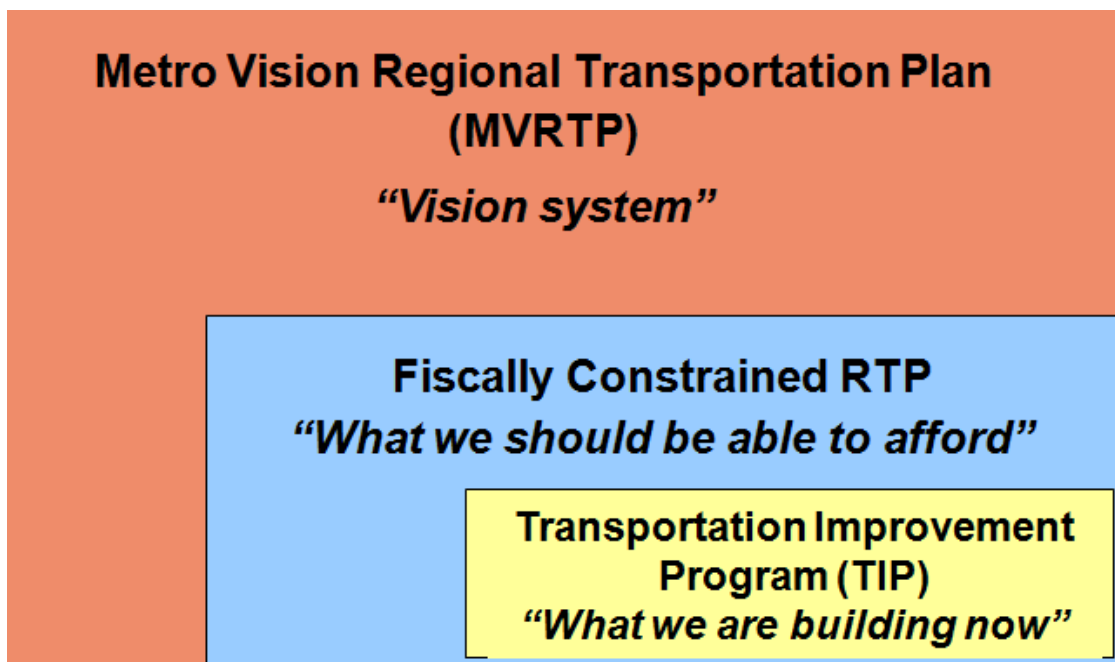 Metro Vision Regional Transportation Plan
(MVRTP)
“Vision system”
Fiscally Constrained RTP
“What we should be able to afford”
Transportation Improvement
Program (TIP)
“What we are building now”